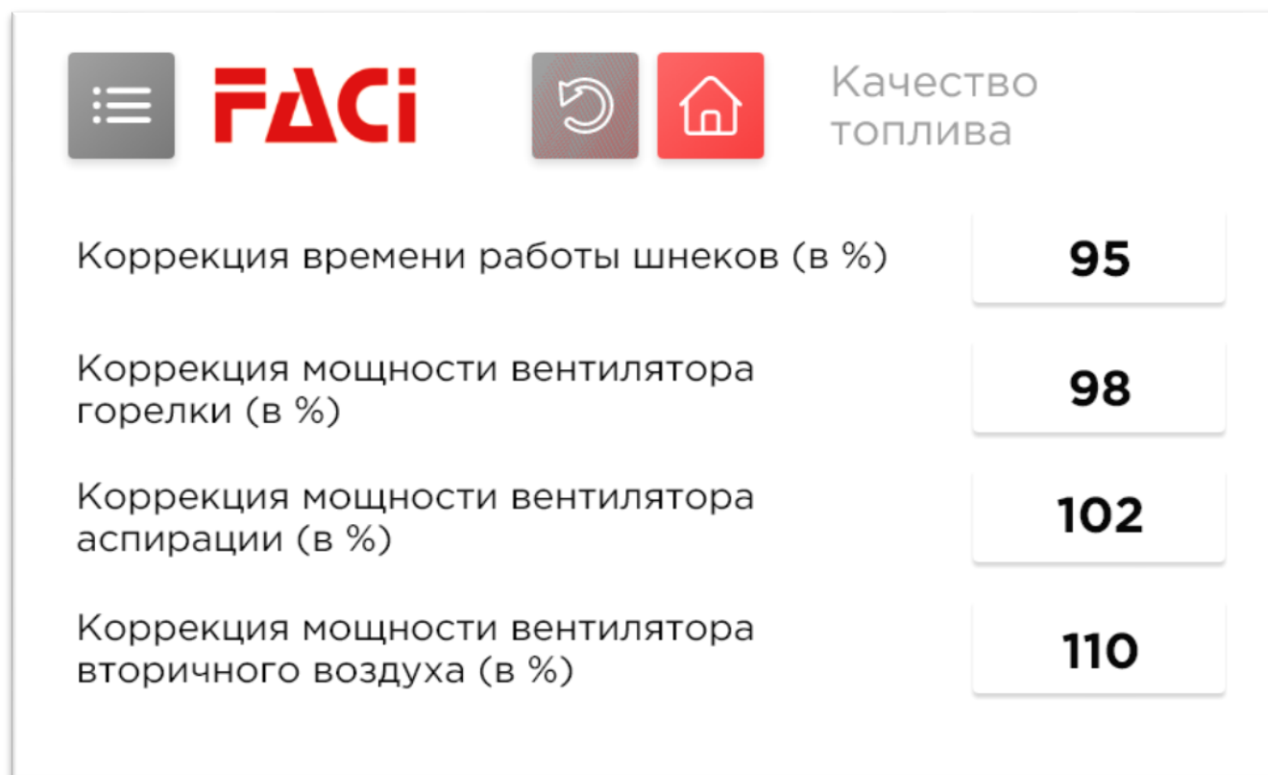 FACi
Качество
топлива
Коррекция времени работы шнеков (в %)
95
Коррекция мощности вентилятора
горелки (в %)
98
Коррекция мощности вентилятора
аспирации (в %)
102
Коррекция мощности вентилятора
вторичного воздуха (в %)
110